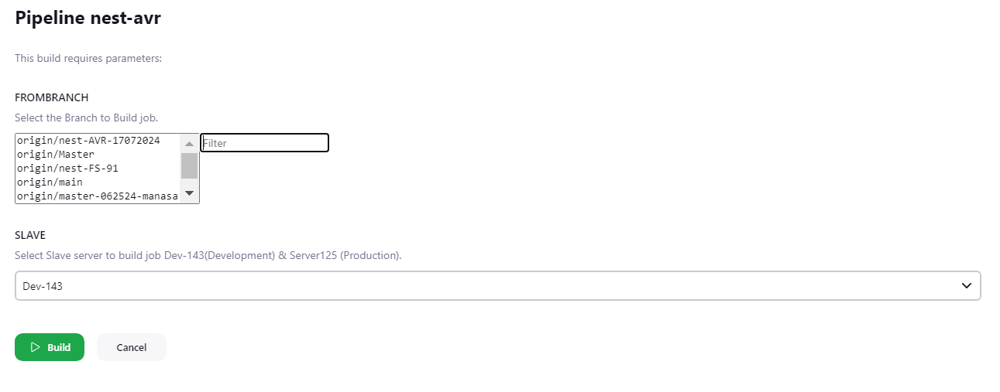 Pipeline nest-avr
This build requires parameters:
FROMBRANCH
Select the Branch to Build job.
origin/nest-AVR-17072024
Filter
origin/Master
origin/nest-FS-91
origin/main
origin/master-062524-manasa
SLAVE
Select Slave server to build job Dev-143(Development) & Server125 (Production).
Dev-143
Build
Cancel